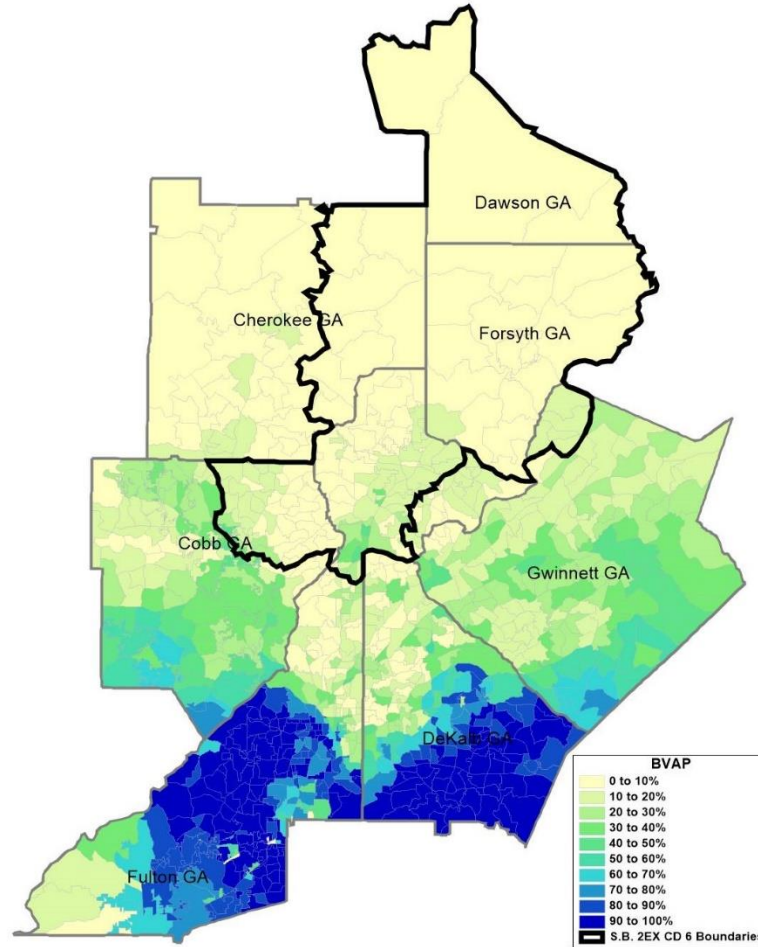 Dawson GA
Cherokee GA
Forsyth GA
Cobb GA
Gwinnett GA
DeKalb GA
Fulton GA
BVAP
0 to 10%
10 to 20%
20 to 30%
30 to 40%
40 to 50%
50 to 60%
60 to 70%
70 to 80%
80 to 90%
90 to 100%
S.B. 2EX CD 6 Boundaries